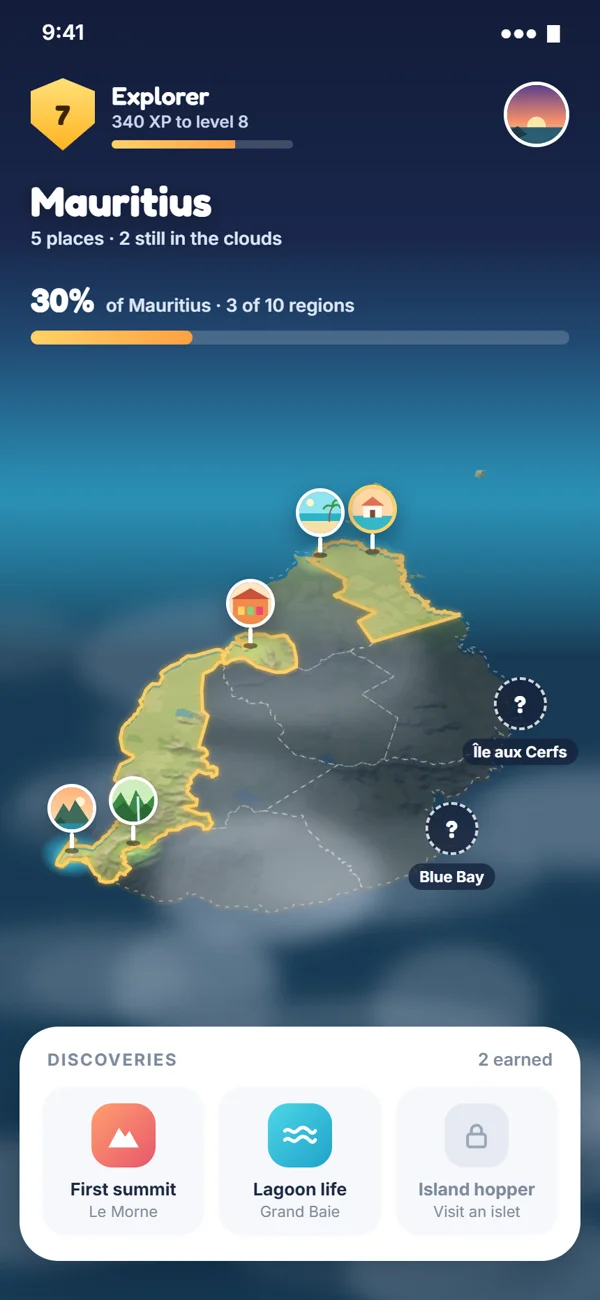 9:41
7
Explorer
340 XP to level 8
Mauritius
5 places · 2 still in the clouds
30% of Mauritius · 3 of 10 regions
?
Île aux Cerfs
?
Blue Bay
DISCOVERIES
2 earned
First summit
Le Morne
Lagoon life
Grand Baie
Island hopper
Visit an islet